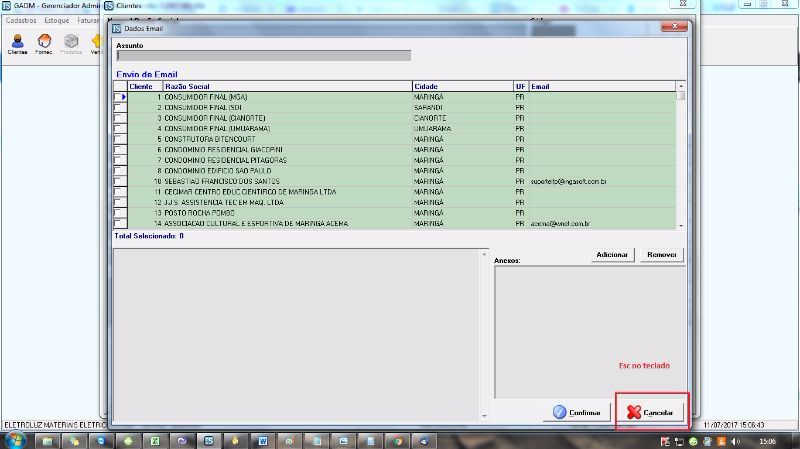 GADM - Gerenciador Admin
Clientes
Cadastros Estoque Faturam
Clientes Fornec. Produtos
Dados Email
Assunto
Envio de Email
Cliente Razão Social Cidade UF Email
1 CONSUMIDOR FINAL (MGA) MARINGÁ PR
2 CONSUMIDOR FINAL (SDI) SARANDI PR
3 CONSUMIDOR FINAL (CIANORTE) CIANORTE PR
4 CONSUMIDOR FINAL (UMUARAMA) UMUARAMA PR
5 CONSTRUTORA BITENCOURT MARINGÁ PR
6 CONDOMINIO RESIDENCIAL GIACOPINI MARINGÁ PR
7 CONDOMINIO RESIDENCIAL PITAGORAS MARINGÁ PR
8 CONDOMINIO EDIFICIO SAO PAULO MARINGÁ PR
10 SEBASTIAO FRANCISCO DOS SANTOS MARINGÁ PR suporteltp@ingasoft.com.br
11 CECIMAR CENTRO EDUC.CIENTIFICO DE MARINGA LTDA MARINGÁ PR
12 J.J.S. ASSISTENCIA TEC EM MAQ. LTDA MARINGÁ PR
13 POSTO ROCHA POMBO MARINGÁ PR
14 ASSOCIACAO CULTURAL E ESPORTIVA DE MARINGA ACEMA MARINGÁ PR acema@wnet.com.br
Total Selecionado: 0
Anexos: Adicionar Remover
Esc no teclado
Confirmar Cancelar
ELETROLUZ MATERIAIS ELETRIC 11/07/2017 15:06:43
15:06